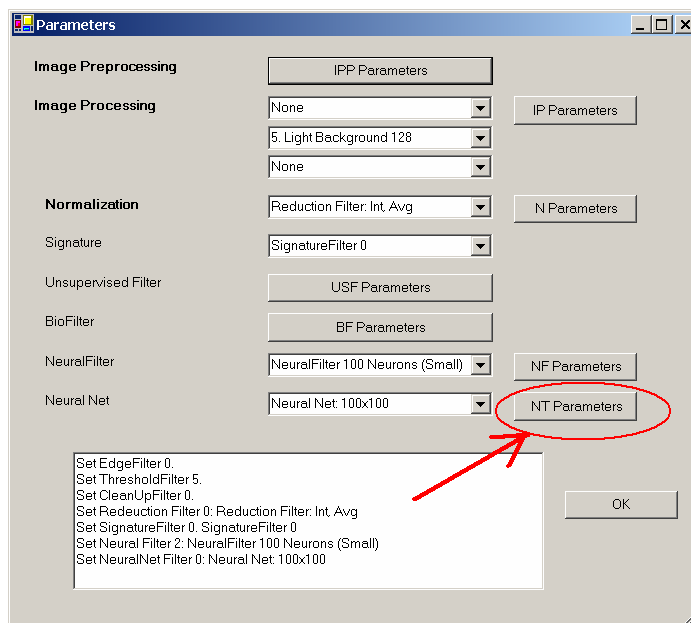 Parameters
Image Preprocessing
IPP Parameters
Image Processing
None
IP Parameters
5. Light Background 128
None
Normalization
Reduction Filter: Int, Avg
N Parameters
Signature
SignatureFilter 0
Unsupervised Filter
USF Parameters
BioFilter
BF Parameters
NeuralFilter
NeuralFilter 100 Neurons (Small)
NF Parameters
Neural Net
Neural Net: 100x100
NT Parameters
Set EdgeFilter 0.
Set ThresholdFilter 5.
Set CleanUpFilter 0.
Set Redeuction Filter 0: Reduction Filter: Int, Avg
Set SignatureFilter 0. SignatureFilter 0
Set Neural Filter 2: NeuralFilter 100 Neurons (Small)
Set NeuralNet Filter 0: Neural Net: 100x100
OK